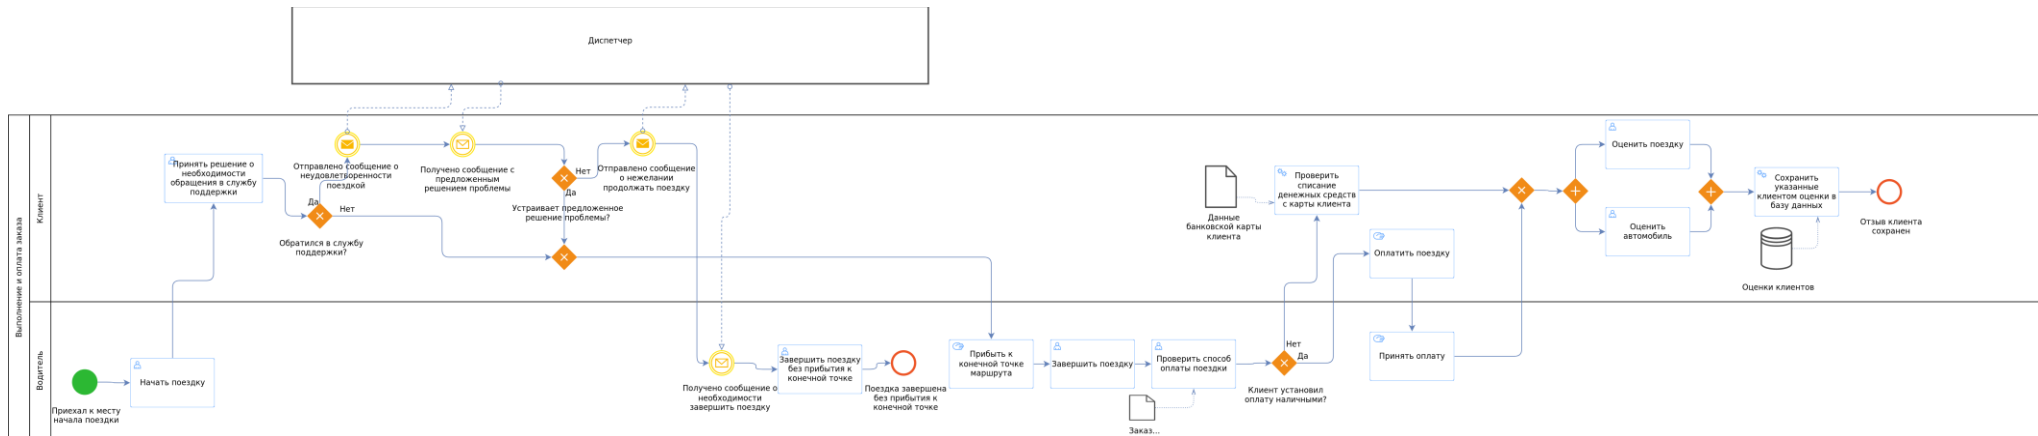 Диспетчер
Выполнение и оплата заказа
Клиент
Водитель
Приехал к месту
начала поездки
Начать поездку
Принять решение о
необходимости
обращения в службу
поддержки
Да
Нет
Обратился в службу
поддержки?
Отправлено сообщение о
неудовлетворенности
поездкой
Получено сообщение с
предложенным
решением проблемы
Нет
Да
Устраивает предложенное
решение проблемы?
Отправлено сообщение
о нежелании
продолжать поездку
Получено сообщение о
необходимости
завершить поездку
Завершить поездку
без прибытия к
конечной точке
Поездка завершена
без прибытия к
конечной точке
Прибыть к
конечной точке
маршрута
Завершить поездку
Проверить способ
оплаты поездки
Заказ...
Нет
Да
Клиент установил
оплату наличными?
Данные
банковской карты
клиента
Проверить
списание
денежных средств
с карты клиента
Оплатить поездку
Принять оплату
Оценить поездку
Оценить
автомобиль
Сохранить
указанные
клиентом оценки в
базу данных
Оценки клиентов
Отзыв клиента
сохранен